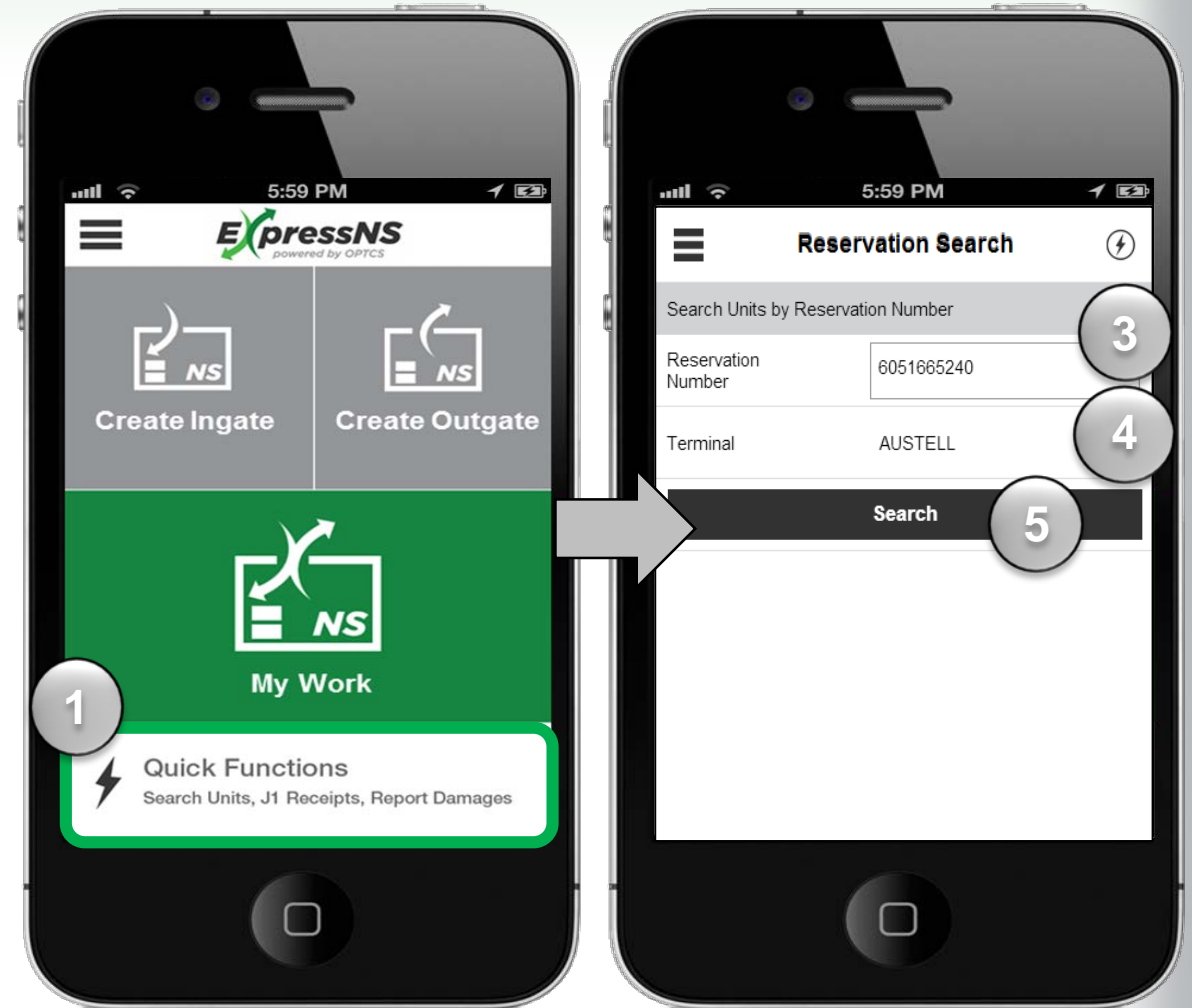 5:59 PM
ExpressNS
powered by OPTCS
NS
Create Ingate
NS
Create Outgate
NS
My Work
1
Quick Functions
Search Units, J1 Receipts, Report Damages
5:59 PM
Reservation Search
Search Units by Reservation Number
3
Reservation
Number
6051665240
Terminal
AUSTELL
4
Search
5